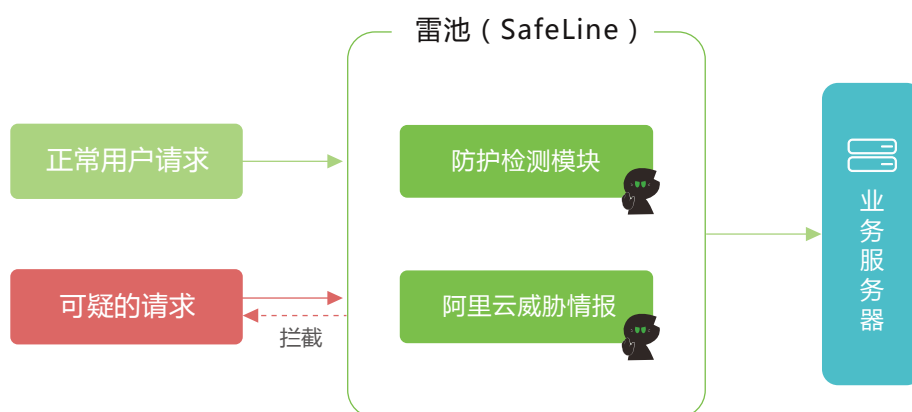 雷池（SafeLine）
正常用户请求
防护检测模块
可疑的请求
拦截
阿里云威胁情报
业务服务器